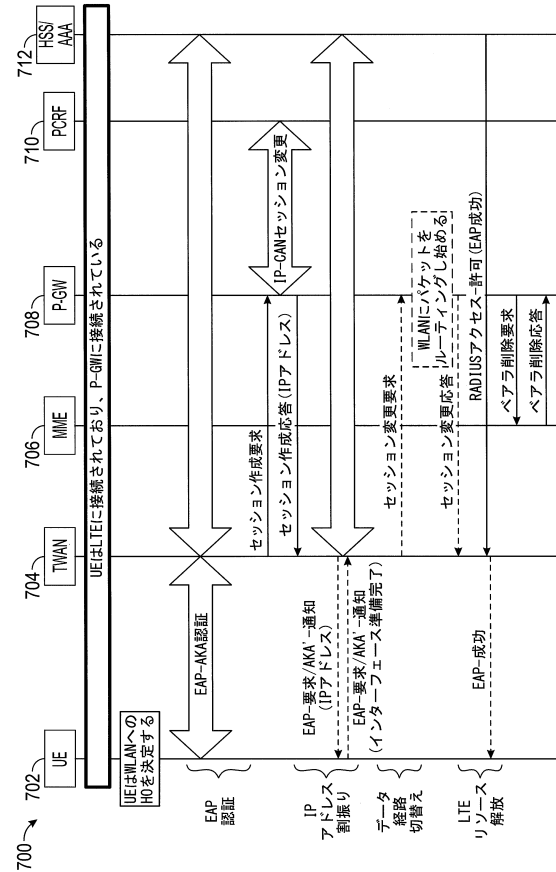 700
702
UE
704
TWAN
706
MME
708
P-GW
710
PCRF
712
HSS/
AAA
UEはLTEに接続されており、P-GWに接続されている
UEはWLANへの
HOを決定する
EAP
認証
EAP-AKA認証
セッション作成要求
IP-CANセッション変更
セッション作成応答(IPアドレス)
IP
アドレス
割振り
EAP-要求/AKA'-通知
(IPアドレス)
EAP-要求/AKA'-通知
(インターフェース準備完了)
データ
経路
切替え
セッション変更要求
WLANにパケットを
ルーティングし始める
セッション変更応答
LTE
リソース
解放
RADIUSアクセス-許可(EAP成功)
EAP-成功
ベアラ削除要求
ベアラ削除応答